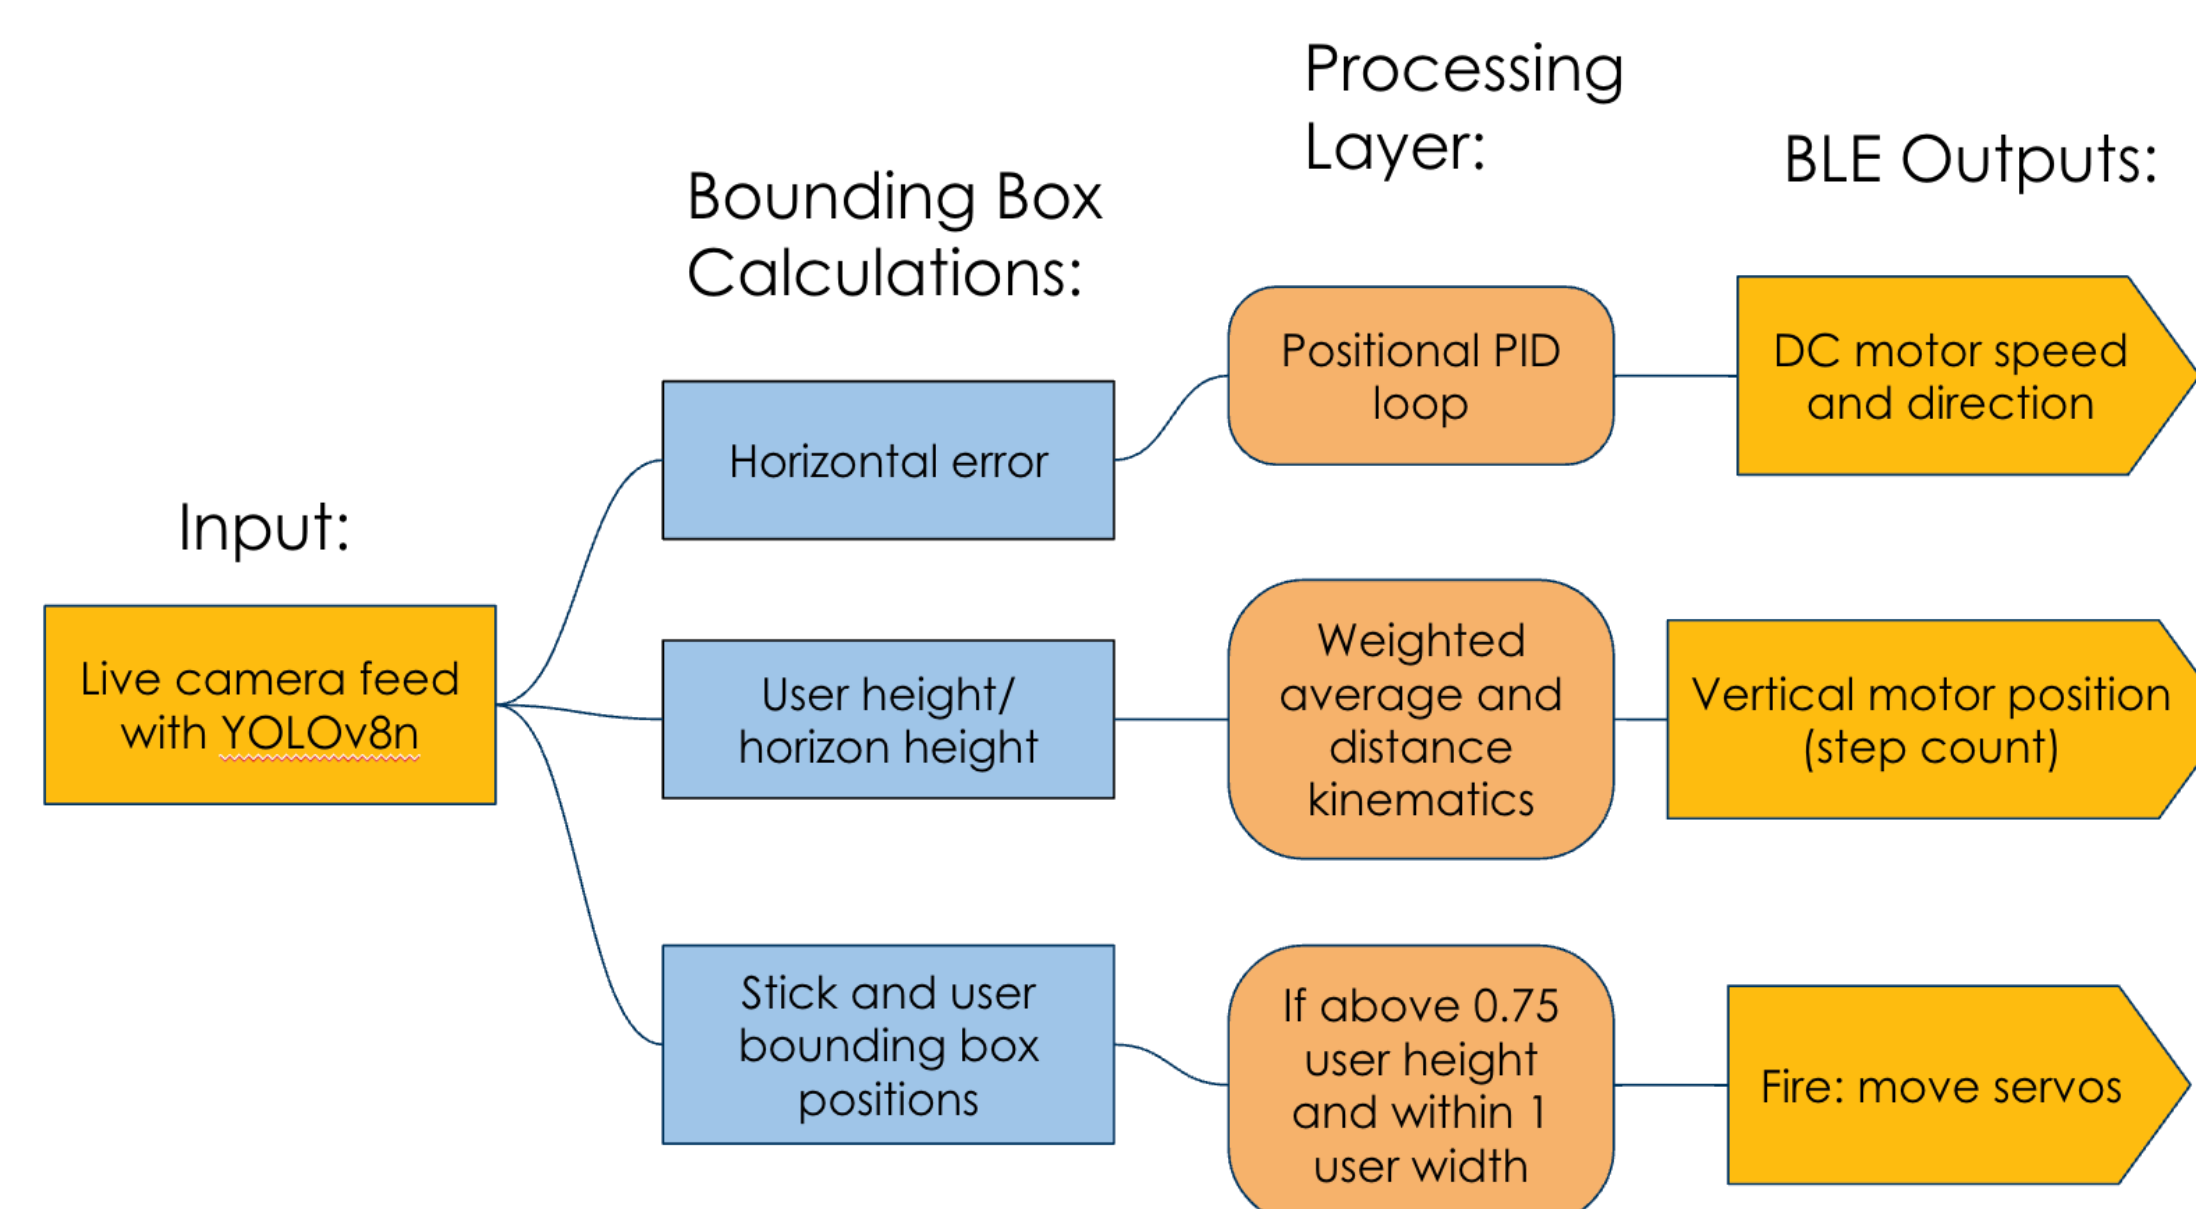 Processing
Layer:
BLE Outputs:
Bounding Box
Calculations:
Input:
Live camera feed
with YOLOv8n
Horizontal error
Positional PID
loop
DC motor speed
and direction
User height/
horizon height
Weighted
average and
distance
kinematics
Vertical motor position
(step count)
Stick and user
bounding box
positions
If above 0.75
user height
and within 1
user width
Fire: move servos